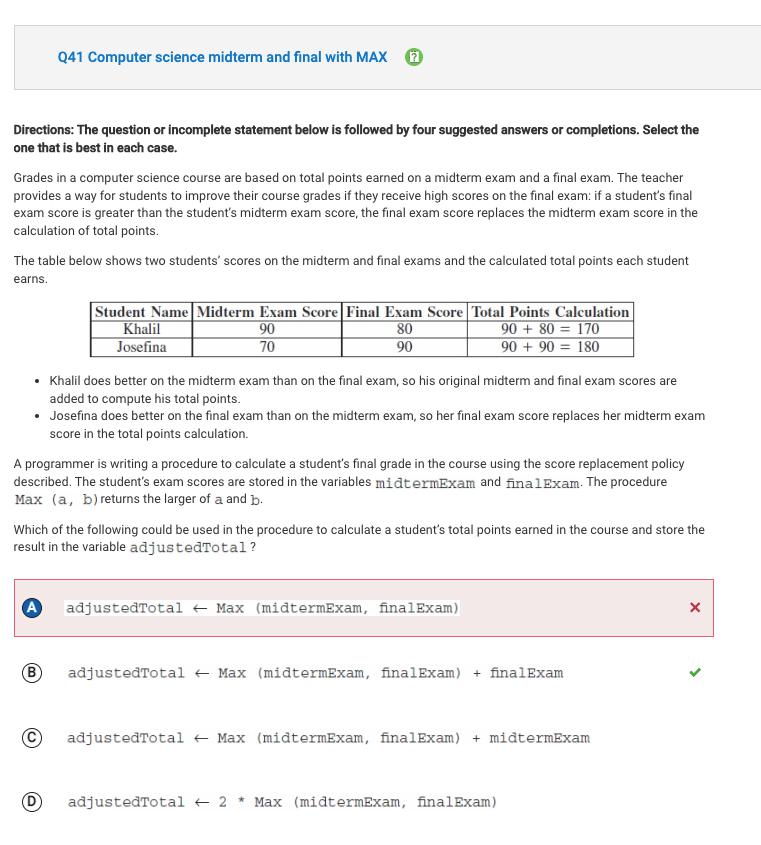 Q41 Computer science midterm and final with MAX
Directions: The question or incomplete statement below is followed by four suggested answers or completions. Select the
one that is best in each case.
Grades in a computer science course are based on total points earned on a midterm exam and a final exam. The teacher
provides a way for students to improve their course grades if they receive high scores on the final exam: if a student's final
exam score is greater than the student's midterm exam score, the final exam score replaces the midterm exam score in the
calculation of total points.
The table below shows two students' scores on the midterm and final exams and the calculated total points each student
earns.
Student Name Midterm Exam Score Final Exam Score Total Points Calculation
Khalil 90 80 90 + 80 = 170
Josefina 70 90 90 + 90 = 180
• Khalil does better on the midterm exam than on the final exam, so his original midterm and final exam scores are
added to compute his total points.
• Josefina does better on the final exam than on the midterm exam, so her final exam score replaces her midterm exam
score in the total points calculation.
A programmer is writing a procedure to calculate a student's final grade in the course using the score replacement policy
described. The student's exam scores are stored in the variables midtermExam and finalExam. The procedure
Max (a, b) returns the larger of a and b.
Which of the following could be used in the procedure to calculate a student's total points earned in the course and store the
result in the variable adjustedTotal ?
A adjustedTotal ← Max (midtermExam, finalExam)
B adjustedTotal ← Max (midtermExam, finalExam) + finalExam
C adjustedTotal ← Max (midtermExam, finalExam) + midtermExam
D adjustedTotal ← 2 * Max (midtermExam, finalExam)